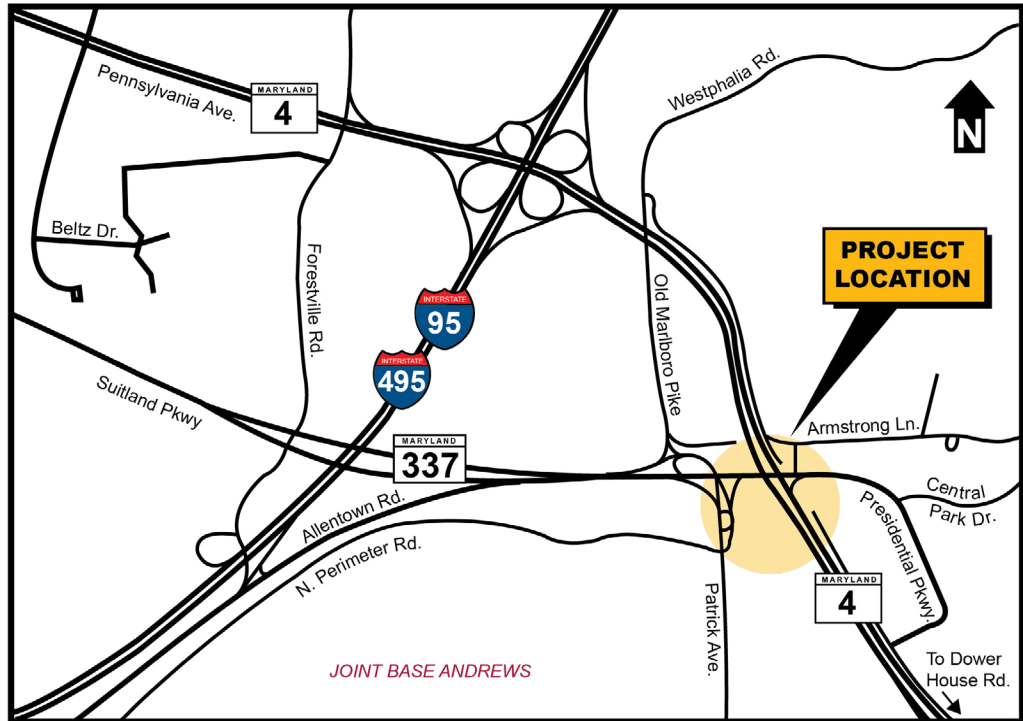 Pennsylvania Ave.
MARYLAND
4
Westphalia Rd.
N
Beltz Dr.
Forestville Rd.
PROJECT
LOCATION
Old Marlboro Pike
INTERSTATE
95
INTERSTATE
495
Suitland Pkwy
MARYLAND
337
Armstrong Ln.
Allentown Rd.
N. Perimeter Rd.
Central
Park Dr.
Presidential Pkwy.
MARYLAND
4
Patrick Ave.
JOINT BASE ANDREWS
To Dower
House Rd.